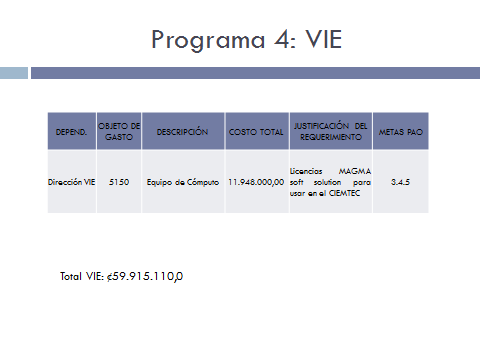 Programa 4: VIE
DEPEND. OBJETO DE GASTO DESCRIPCIÓN COSTO TOTAL JUSTIFICACIÓN DEL REQUERIMIENTO METAS PAO
Dirección VIE 5150 Equipo de Cómputo 11.948.000,00 Licencias MAGMA soft solution para usar en el CIEMTEC 3.4.5
Total VIE: ¢59.915.110,0